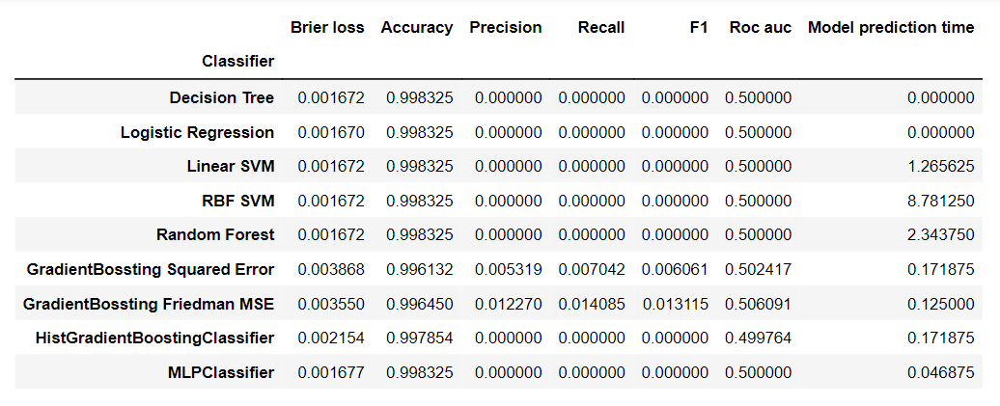 Brier loss Accuracy Precision Recall F1 Roc auc Model prediction time
Classifier
Decision Tree 0.001672 0.998325 0.000000 0.000000 0.000000 0.500000 0.000000
Logistic Regression 0.001670 0.998325 0.000000 0.000000 0.000000 0.500000 0.000000
Linear SVM 0.001672 0.998325 0.000000 0.000000 0.000000 0.500000 1.265625
RBF SVM 0.001672 0.998325 0.000000 0.000000 0.000000 0.500000 8.781250
Random Forest 0.001672 0.998325 0.000000 0.000000 0.000000 0.500000 2.343750
GradientBossting Squared Error 0.003868 0.996132 0.005319 0.007042 0.006061 0.502417 0.171875
GradientBossting Friedman MSE 0.003550 0.996450 0.012270 0.014085 0.013115 0.506091 0.125000
HistGradientBoostingClassifier 0.002154 0.997854 0.000000 0.000000 0.000000 0.499764 0.171875
MLPClassifier 0.001677 0.998325 0.000000 0.000000 0.000000 0.500000 0.046875